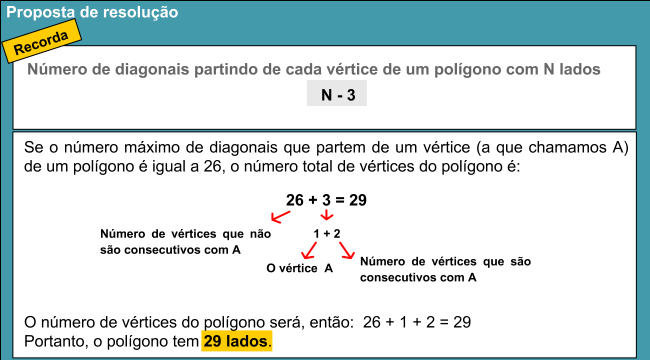 Proposta de resolução
Recorda
Número de diagonais partindo de cada vértice de um polígono com N lados
N - 3
Se o número máximo de diagonais que partem de um vértice (a que chamamos A)
de um polígono é igual a 26, o número total de vértices do polígono é:
26 + 3 = 29
Número de vértices que não
são consecutivos com A
1 + 2
O vértice A
Número de vértices que são
consecutivos com A
O número de vértices do polígono será, então: 26 + 1 + 2 = 29
Portanto, o polígono tem 29 lados.